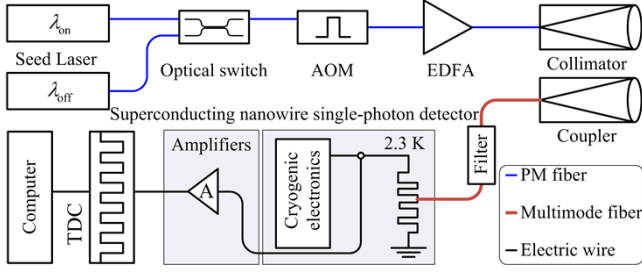 λon
Seed Laser
λoff
Optical switch
AOM
EDFA
Collimator
Superconducting nanowire single-photon detector
Coupler
Computer
TDC
Amplifiers
A
Cryogenic
electronics
2.3 K
Filter
PM fiber
Multimode fiber
Electric wire